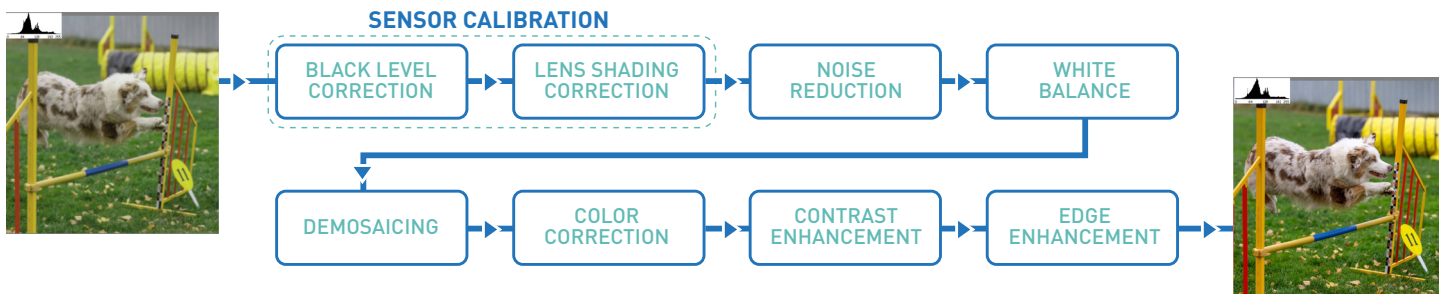 SENSOR CALIBRATION
BLACK LEVEL
CORRECTION
LENS SHADING
CORRECTION
NOISE
REDUCTION
WHITE
BALANCE
DEMOSAICING
COLOR
CORRECTION
CONTRAST
ENHANCEMENT
EDGE
ENHANCEMENT